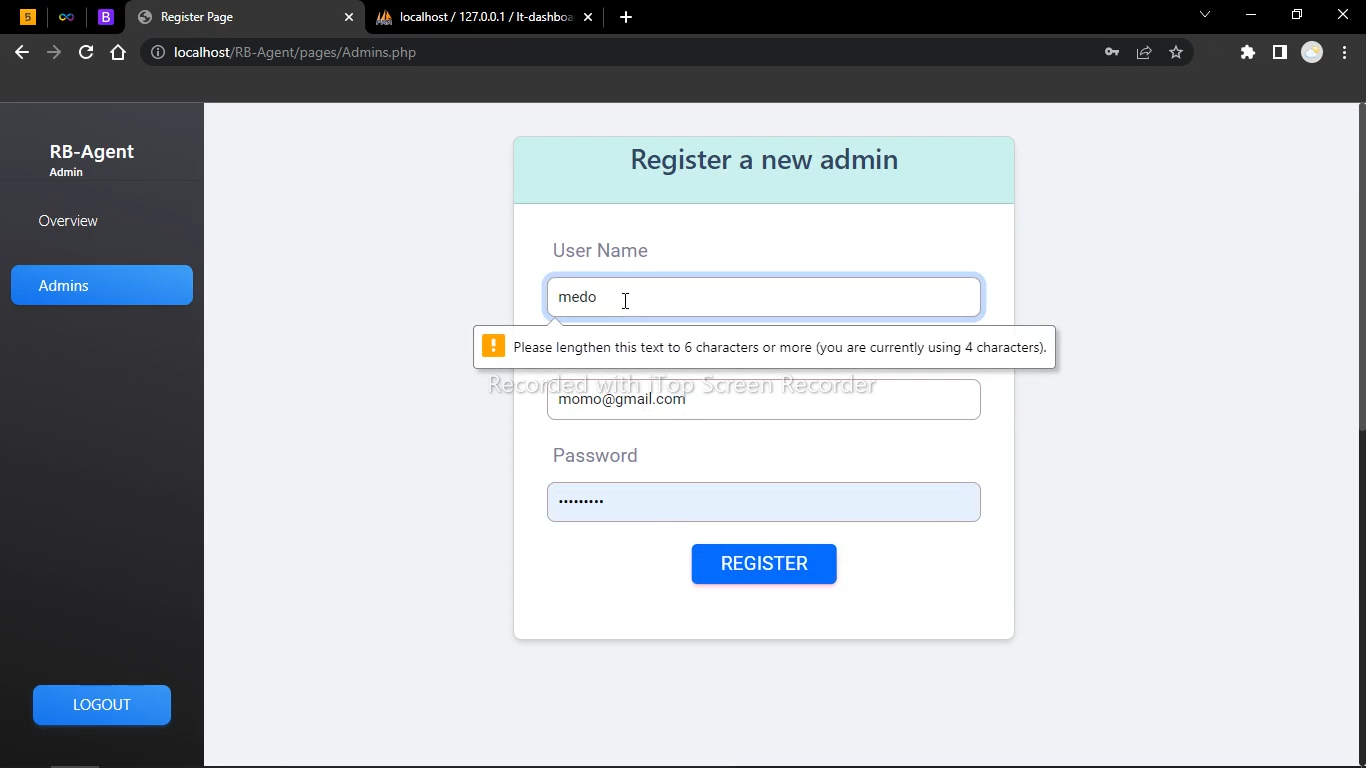 5
B
Register Page
localhost / 127.0.0.1 / lt-dashboa
localhost/RB-Agent/pages/Admins.php
RB-Agent
Admin
Overview
Admins
LOGOUT
Register a new admin
User Name
medo
! Please lengthen this text to 6 characters or more (you are currently using 4 characters).
Recorded with iTop Screen Recorder
momo@gmail.com
Password
•••••••••
REGISTER